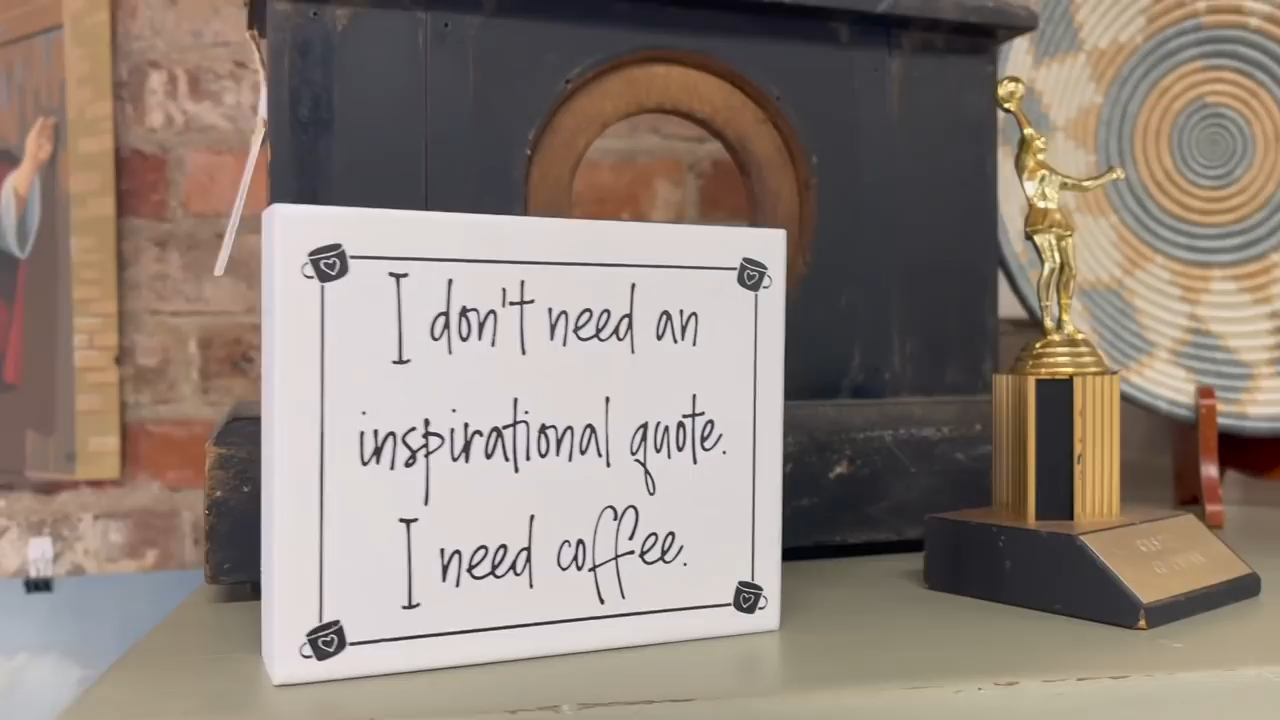 I don't need an
inspirational quote.
I need coffee.